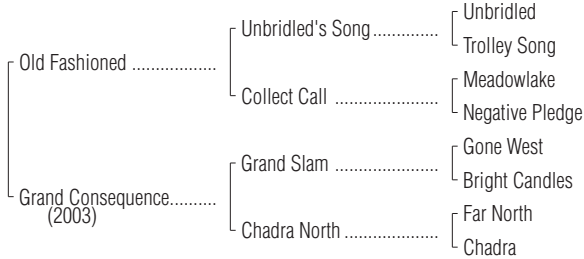 Unbridled
Unbridled's Song..............
Trolley Song
Old Fashioned ..................
Meadowlake
Collect Call ......................
Negative Pledge
Gone West
Grand Slam ......................
Bright Candles
Grand Consequence..........
(2003)
Far North
Chadra North ....................
Chadra